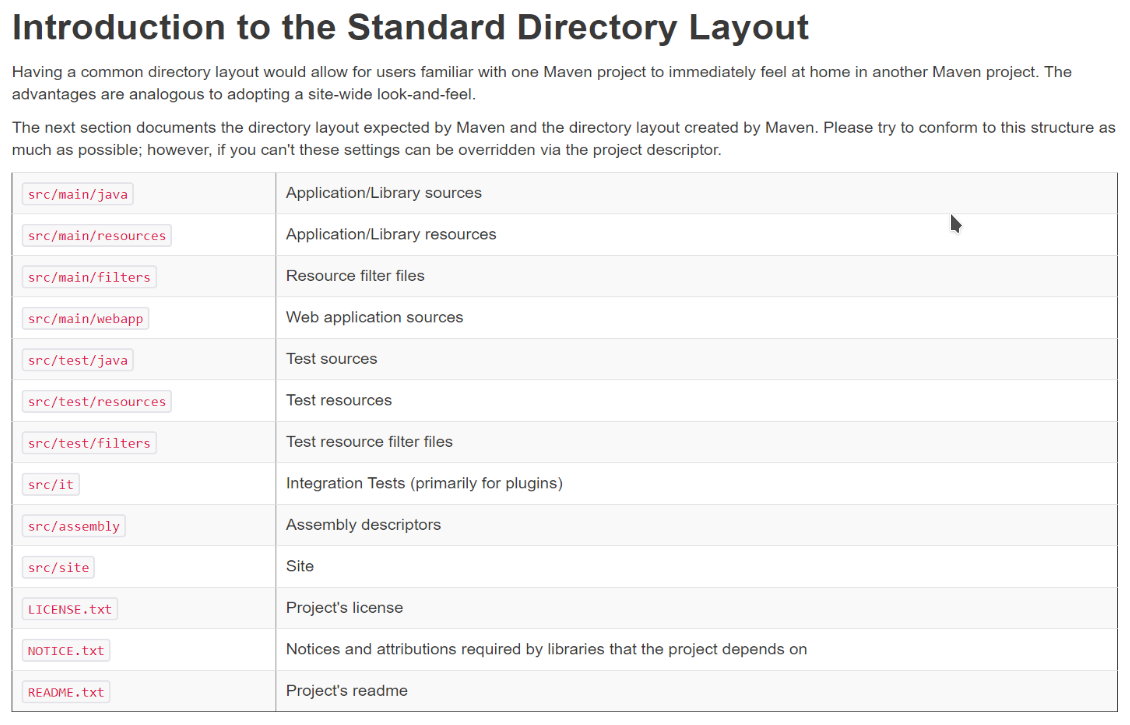 Introduction to the Standard Directory Layout
Having a common directory layout would allow for users familiar with one Maven project to immediately feel at home in another Maven project. The
advantages are analogous to adopting a site-wide look-and-feel.
The next section documents the directory layout expected by Maven and the directory layout created by Maven. Please try to conform to this structure as
much as possible; however, if you can't these settings can be overridden via the project descriptor.
src/main/java Application/Library sources
src/main/resources Application/Library resources
src/main/filters Resource filter files
src/main/webapp Web application sources
src/test/java Test sources
src/test/resources Test resources
src/test/filters Test resource filter files
src/it Integration Tests (primarily for plugins)
src/assembly Assembly descriptors
src/site Site
LICENSE.txt Project's license
NOTICE.txt Notices and attributions required by libraries that the project depends on
README.txt Project's readme